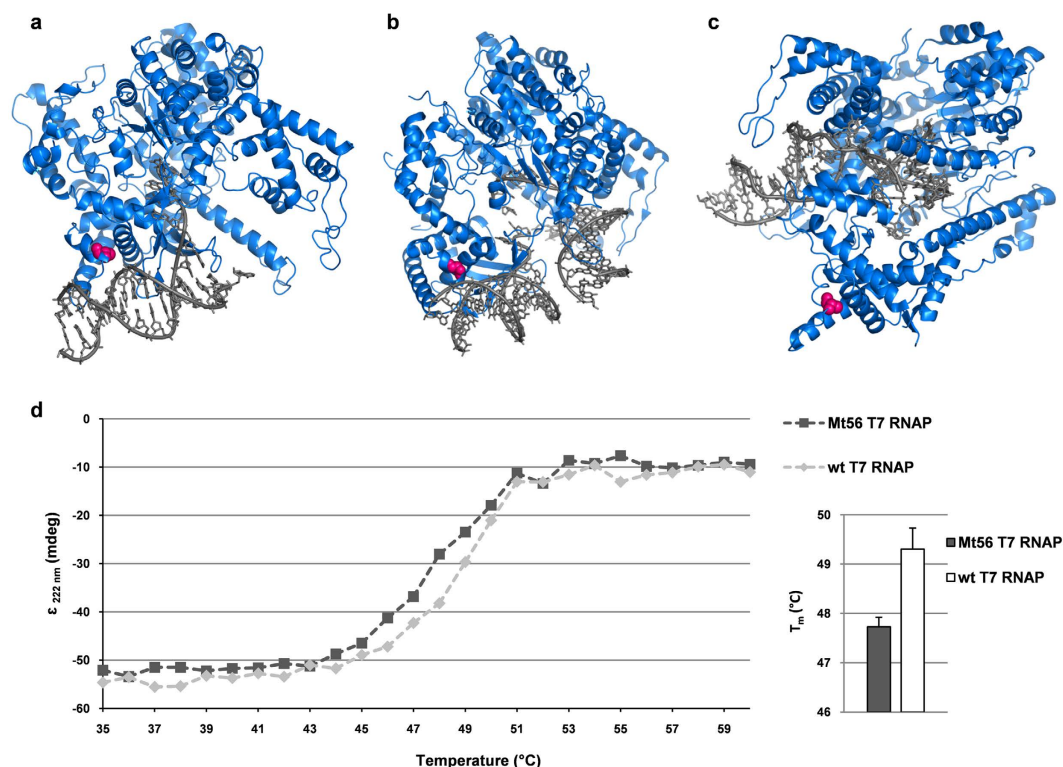 a
b
c
d
0
-10
-20
-30
-40
-50
-60
ε 222 nm (mdeg)
35 37 39 41 43 45 47 49 51 53 55 57 59
Temperature (°C)
Mt56 T7 RNAP
wt T7 RNAP
50
49
48
47
46
Tm (°C)
Mt56 T7 RNAP
wt T7 RNAP